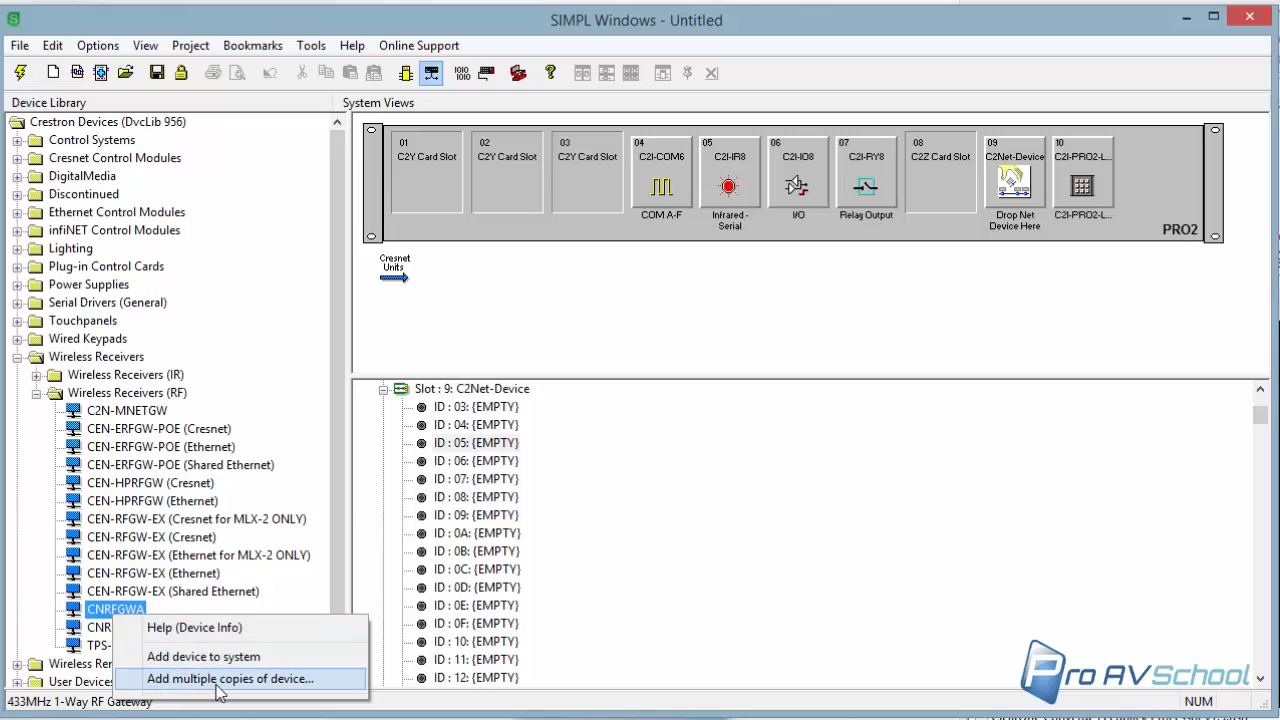 SIMPL Windows - Untitled
File Edit Options View Project Bookmarks Tools Help Online Support
Device Library
System Views
Crestron Devices (DvcLib 956)
Control Systems
Cresnet Control Modules
DigitalMedia
Discontinued
Ethernet Control Modules
infiNET Control Modules
Lighting
Plug-in Control Cards
Power Supplies
Serial Drivers (General)
Touchpanels
Wired Keypads
Wireless Receivers
Wireless Receivers (IR)
Wireless Receivers (RF)
C2N-MNETGW
CEN-ERFGW-POE (Cresnet)
CEN-ERFGW-POE (Ethernet)
CEN-ERFGW-POE (Shared Ethernet)
CEN-HPRFGW (Cresnet)
CEN-HPRFGW (Ethernet)
CEN-RFGW-EX (Cresnet for MLX-2 ONLY)
CEN-RFGW-EX (Cresnet)
CEN-RFGW-EX (Ethernet for MLX-2 ONLY)
CEN-RFGW-EX (Ethernet)
CEN-RFGW-EX (Shared Ethernet)
CNRFGWA
CNR
TPS-
Wireless Rer
User Devices
Help (Device Info)
Add device to system
Add multiple copies of device...
433MHz 1-Way RF Gateway
01
C2Y Card Slot
02
C2Y Card Slot
03
C2Y Card Slot
04
C2I-COM6
COM A-F
05
C2I-IR8
Infrared -
Serial
06
C2I-IO8
I/O
07
C2I-RY8
Relay Output
08
C2Z Card Slot
09
C2Net-Device
Drop Net
Device Here
10
C2I-PRO2-L...
C2I-PRO2-L...
PRO2
Cresnet
Units
Slot : 9: C2Net-Device
ID : 03: {EMPTY}
ID : 04: {EMPTY}
ID : 05: {EMPTY}
ID : 06: {EMPTY}
ID : 07: {EMPTY}
ID : 08: {EMPTY}
ID : 09: {EMPTY}
ID : 0A: {EMPTY}
ID : 0B: {EMPTY}
ID : 0C: {EMPTY}
ID : 0D: {EMPTY}
ID : 0E: {EMPTY}
ID : 0F: {EMPTY}
ID : 10: {EMPTY}
ID : 11: {EMPTY}
ID : 12: {EMPTY}
Pro AVSchool
NUM